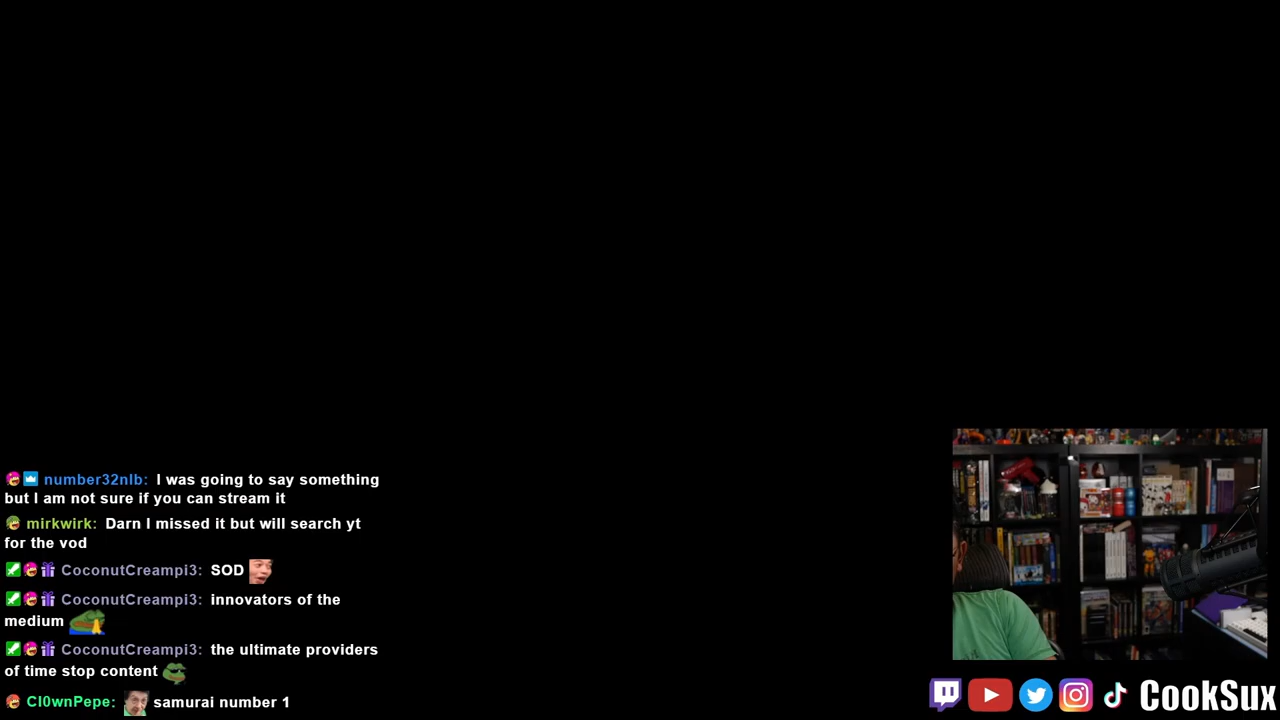 number32nlb: I was going to say something
but I am not sure if you can stream it
mirkwirk: Darn I missed it but will search yt
for the vod
CoconutCreampi3: SOD
CoconutCreampi3: innovators of the
medium
CoconutCreampi3: the ultimate providers
of time stop content
Cl0wnPepe: samurai number 1
CookSux